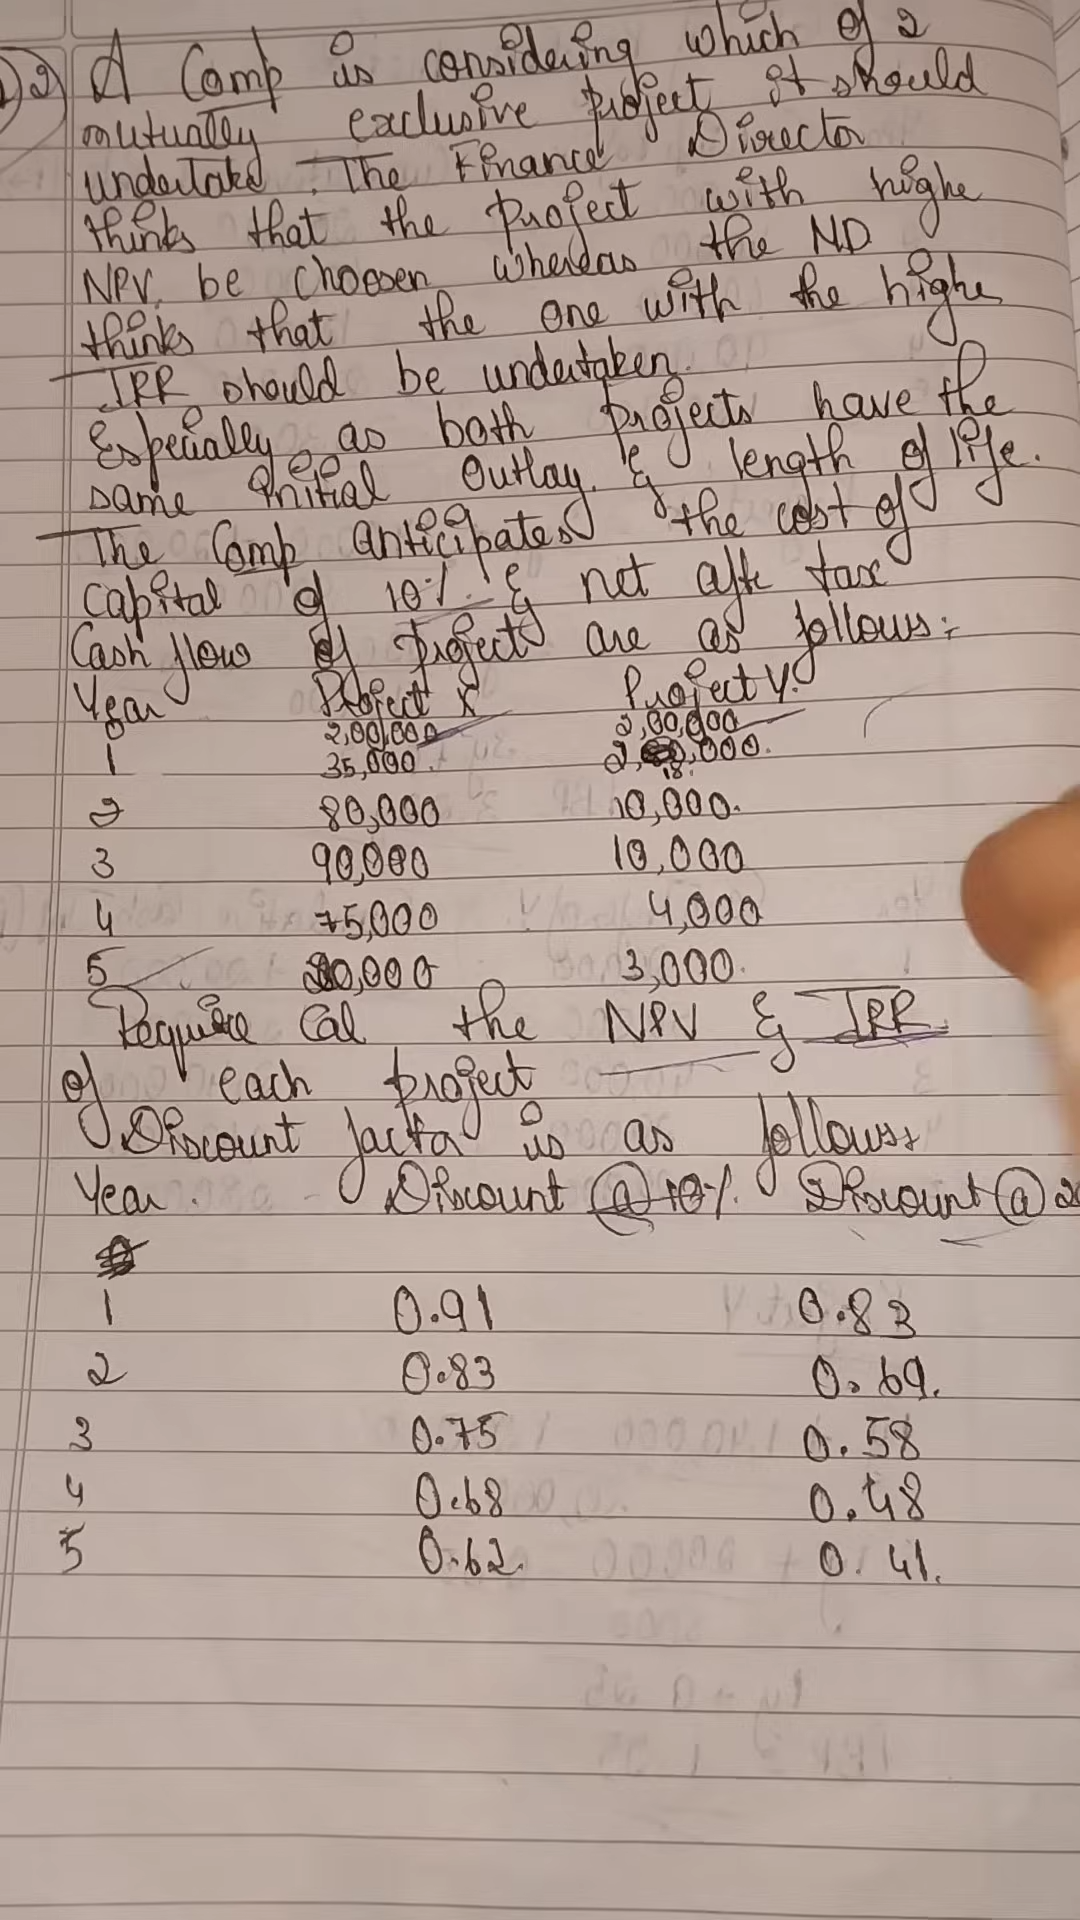 2) A Comp is considering which of 2
mutually exclusive project it should
undertake. The Finance Director
thinks that the project with highe
NPV. be choosen whereas the MD
thinks that the one with the highe
IRR should be undertaken.
Especially as both projects have the
same initial outlay & length of life.
The Comp anticipates the cost of
capital of 10% & net afte tax
Cash flow of project are as follows:-
Year Project X Project Y.
0 2,00,000 2,00,000
1 35,000. 2,18,000.
2 80,000 10,000.
3 90,000 10,000
4 75,000 4,000
5 20,000 3,000.
Require Cal the NPV & IRR
of each project
Discount factor is as follows:
Year. Discount @ 10%. Discount @ 20
1 0.91 0.83
2 0.83 0.69.
3 0.75 0.58
4 0.68 0.48
5 0.62. 0.41.